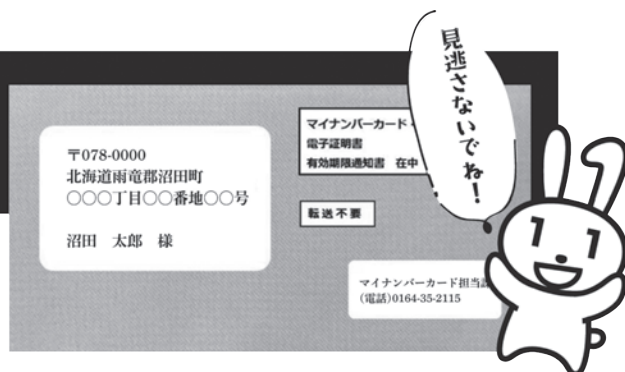 〒078-0000
北海道雨竜郡沼田町
○○○丁目○○番地○○号
沼田 太郎 様
マイナンバーカード・
電子証明書
有効期限通知書 在中
転送不要
マイナンバーカード担当
(電話)0164-35-2115
見逃さないでね!